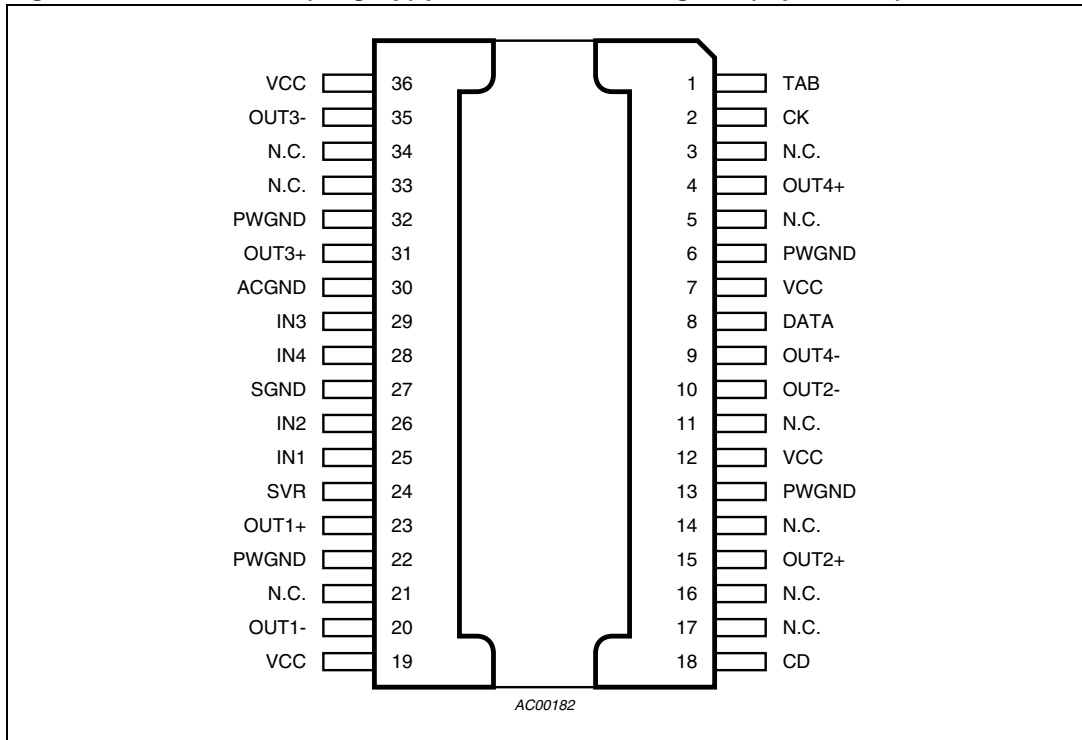 VCC 36 1 TAB
OUT3- 35 2 CK
N.C. 34 3 N.C.
N.C. 33 4 OUT4+
PWGND 32 5 N.C.
OUT3+ 31 6 PWGND
ACGND 30 7 VCC
IN3 29 8 DATA
IN4 28 9 OUT4-
SGND 27 10 OUT2-
IN2 26 11 N.C.
IN1 25 12 VCC
SVR 24 13 PWGND
OUT1+ 23 14 N.C.
PWGND 22 15 OUT2+
N.C. 21 16 N.C.
OUT1- 20 17 N.C.
VCC 19 18 CD
AC00182